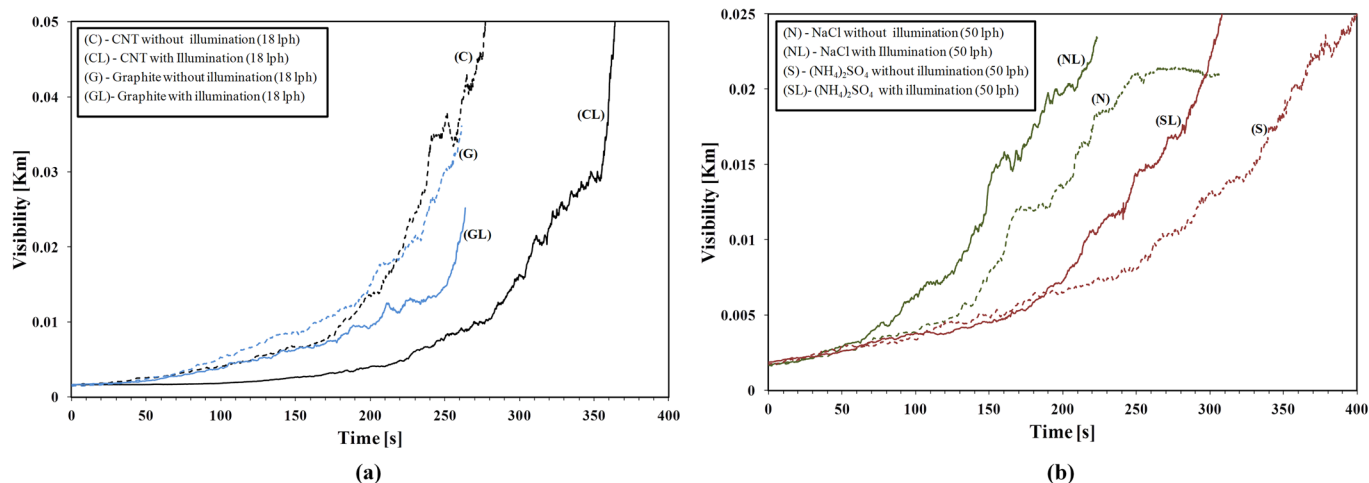 0.05
0.04
0.03
0.02
0.01
0
Visibility [Km]
(C) - CNT without illumination (18 lph)
(CL) - CNT with Illumination (18 lph)
(G) - Graphite without illumination (18 lph)
(GL)- Graphite with illumination (18 lph)
(C)
(CL)
(G)
(GL)
0 50 100 150 200 250 300 350 400
Time [s]
(a)
0.025
0.02
0.015
0.01
0.005
0
Visibility [Km]
(N) - NaCl without illumination (50 lph)
(NL) - NaCl with Illumination (50 lph)
(S) - (NH4)2SO4 without illumination (50 lph)
(SL)- (NH4)2SO4 with illumination (50 lph)
(NL)
(N)
(SL)
(S)
0 50 100 150 200 250 300 350 400
Time [s]
(b)